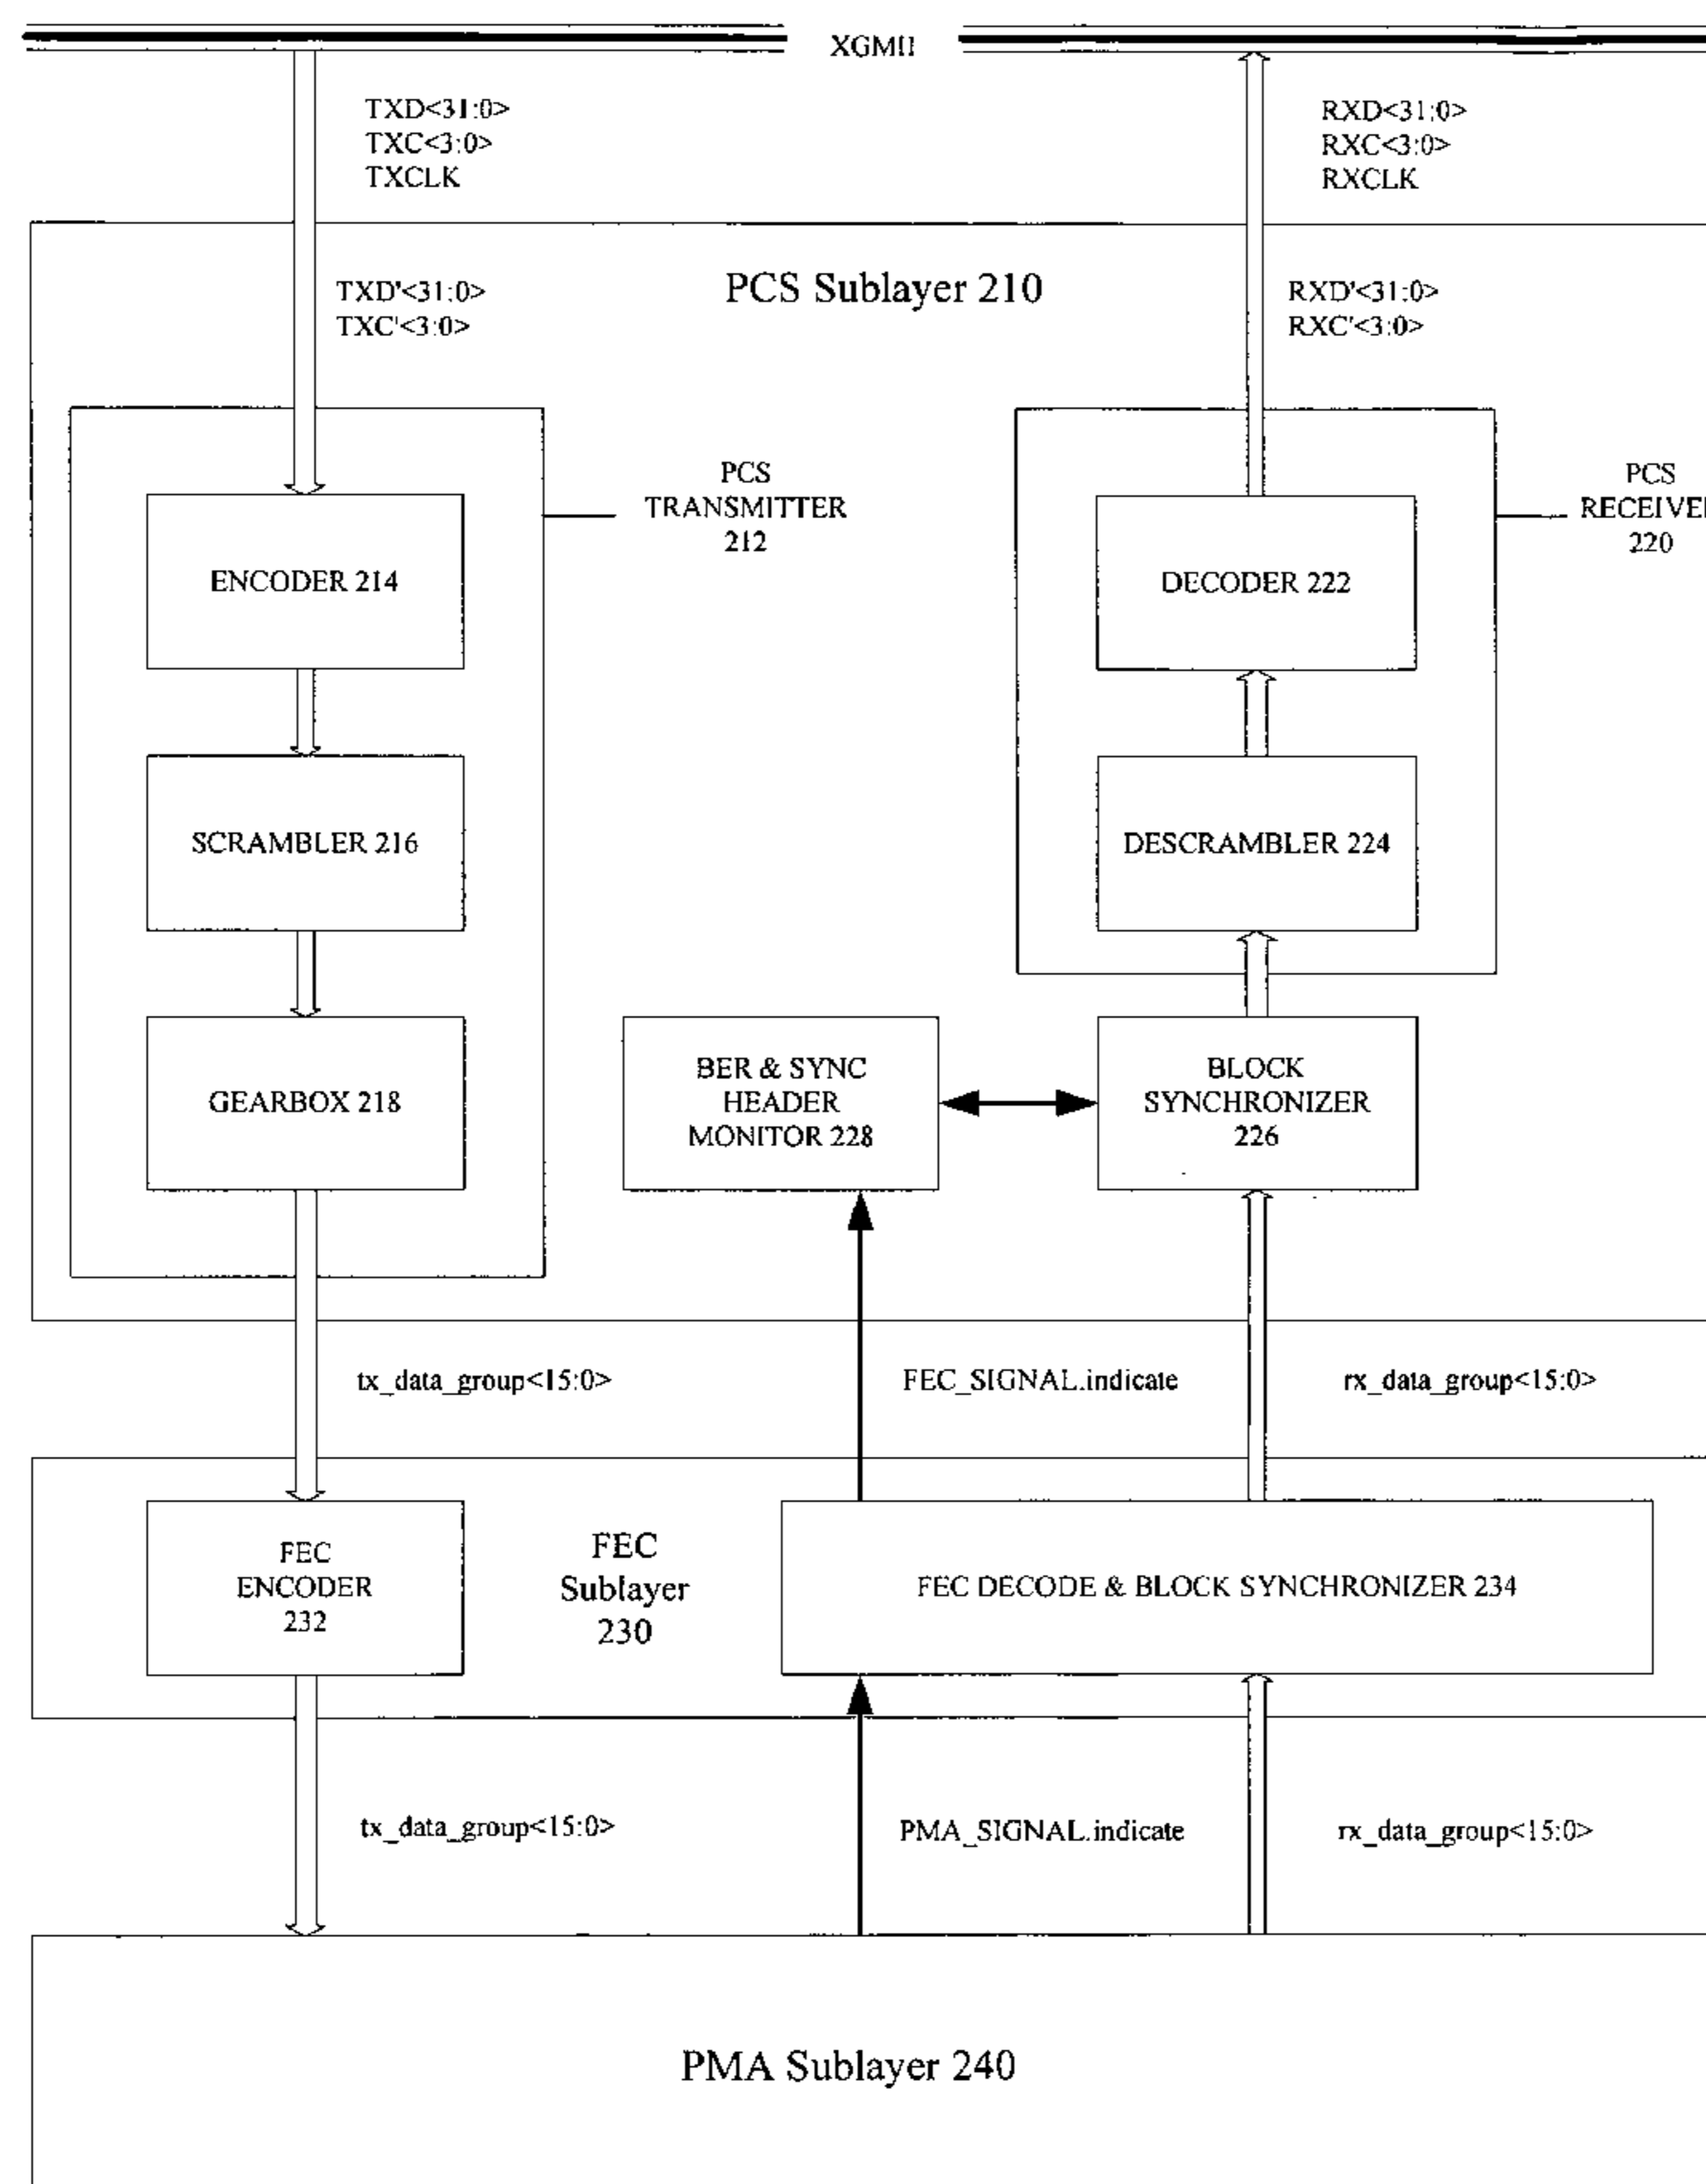 XGMII
TXD<31:0>
TXC<3:0>
TXCLK
RXD<31:0>
RXC<3:0>
RXCLK
PCS Sublayer 210
TXD'<31:0>
TXC'<3:0>
RXD'<31:0>
RXC'<3:0>
PCS
TRANSMITTER
212
PCS
RECEIVER
220
ENCODER 214
DECODER 222
SCRAMBLER 216
DESCRAMBLER 224
GEARBOX 218
BER & SYNC
HEADER
MONITOR 228
BLOCK
SYNCHRONIZER
226
tx_data_group<15:0>
FEC_SIGNAL.indicate
rx_data_group<15:0>
FEC
ENCODER
232
FEC
Sublayer
230
FEC DECODE & BLOCK SYNCHRONIZER 234
tx_data_group<15:0>
PMA_SIGNAL.indicate
rx_data_group<15:0>
PMA Sublayer 240